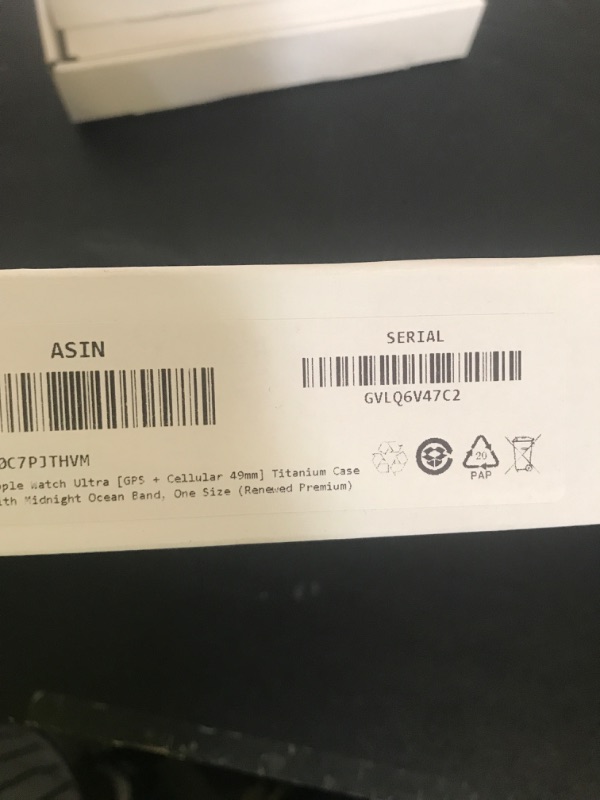 ASIN
SERIAL
GVLQ6V47C2
0C7PJTHVM
pple Watch Ultra [GPS + Cellular 49mm] Titanium Case
ith Midnight Ocean Band, One Size (Renewed Premium)
20
PAP